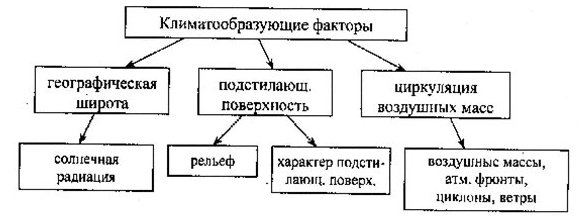 Климатообразующие факторы
географическая
широта
подстилающ.
поверхность
циркуляция
воздушных масс
солнечная
радиация
рельеф
характер подсти-
лающ. поверх.
воздушные массы,
атм. фронты,
циклоны, ветры